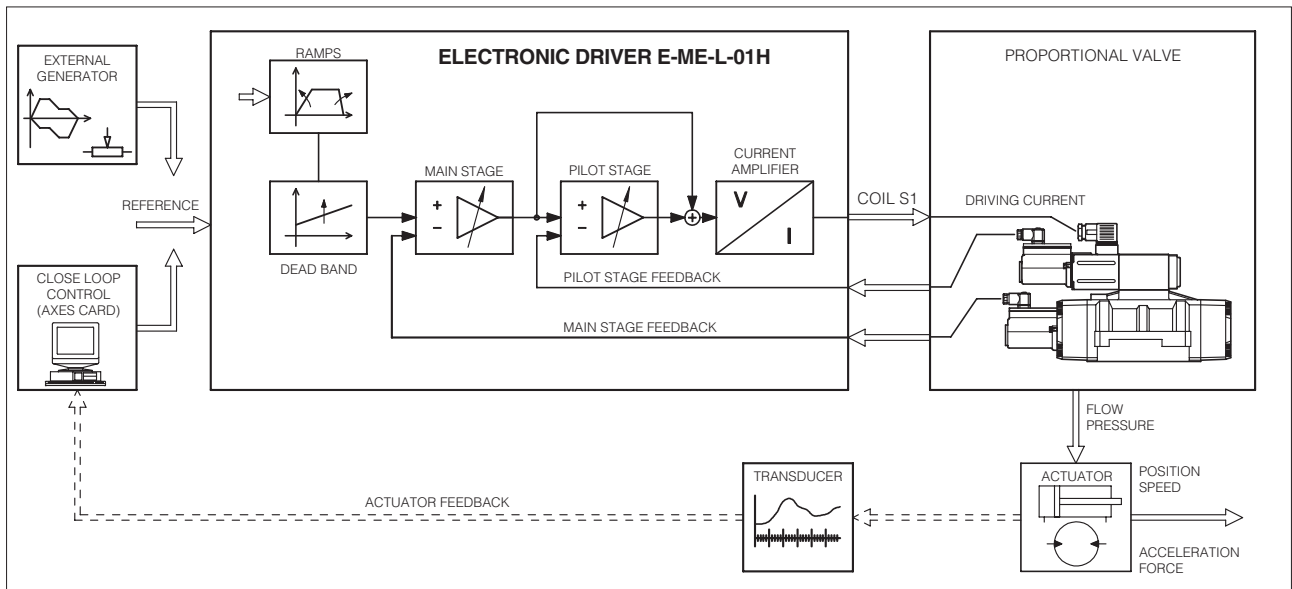 EXTERNAL
GENERATOR
ELECTRONIC DRIVER E-ME-L-01H
RAMPS
PROPORTIONAL VALVE
MAIN STAGE
PILOT STAGE
CURRENT
AMPLIFIER
REFERENCE
+
−
+
−
V
I
COIL S1
DRIVING CURRENT
DEAD BAND
PILOT STAGE FEEDBACK
CLOSE LOOP
CONTROL
(AXES CARD)
MAIN STAGE FEEDBACK
FLOW
PRESSURE
TRANSDUCER
ACTUATOR
POSITION
SPEED
ACTUATOR FEEDBACK
ACCELERATION
FORCE